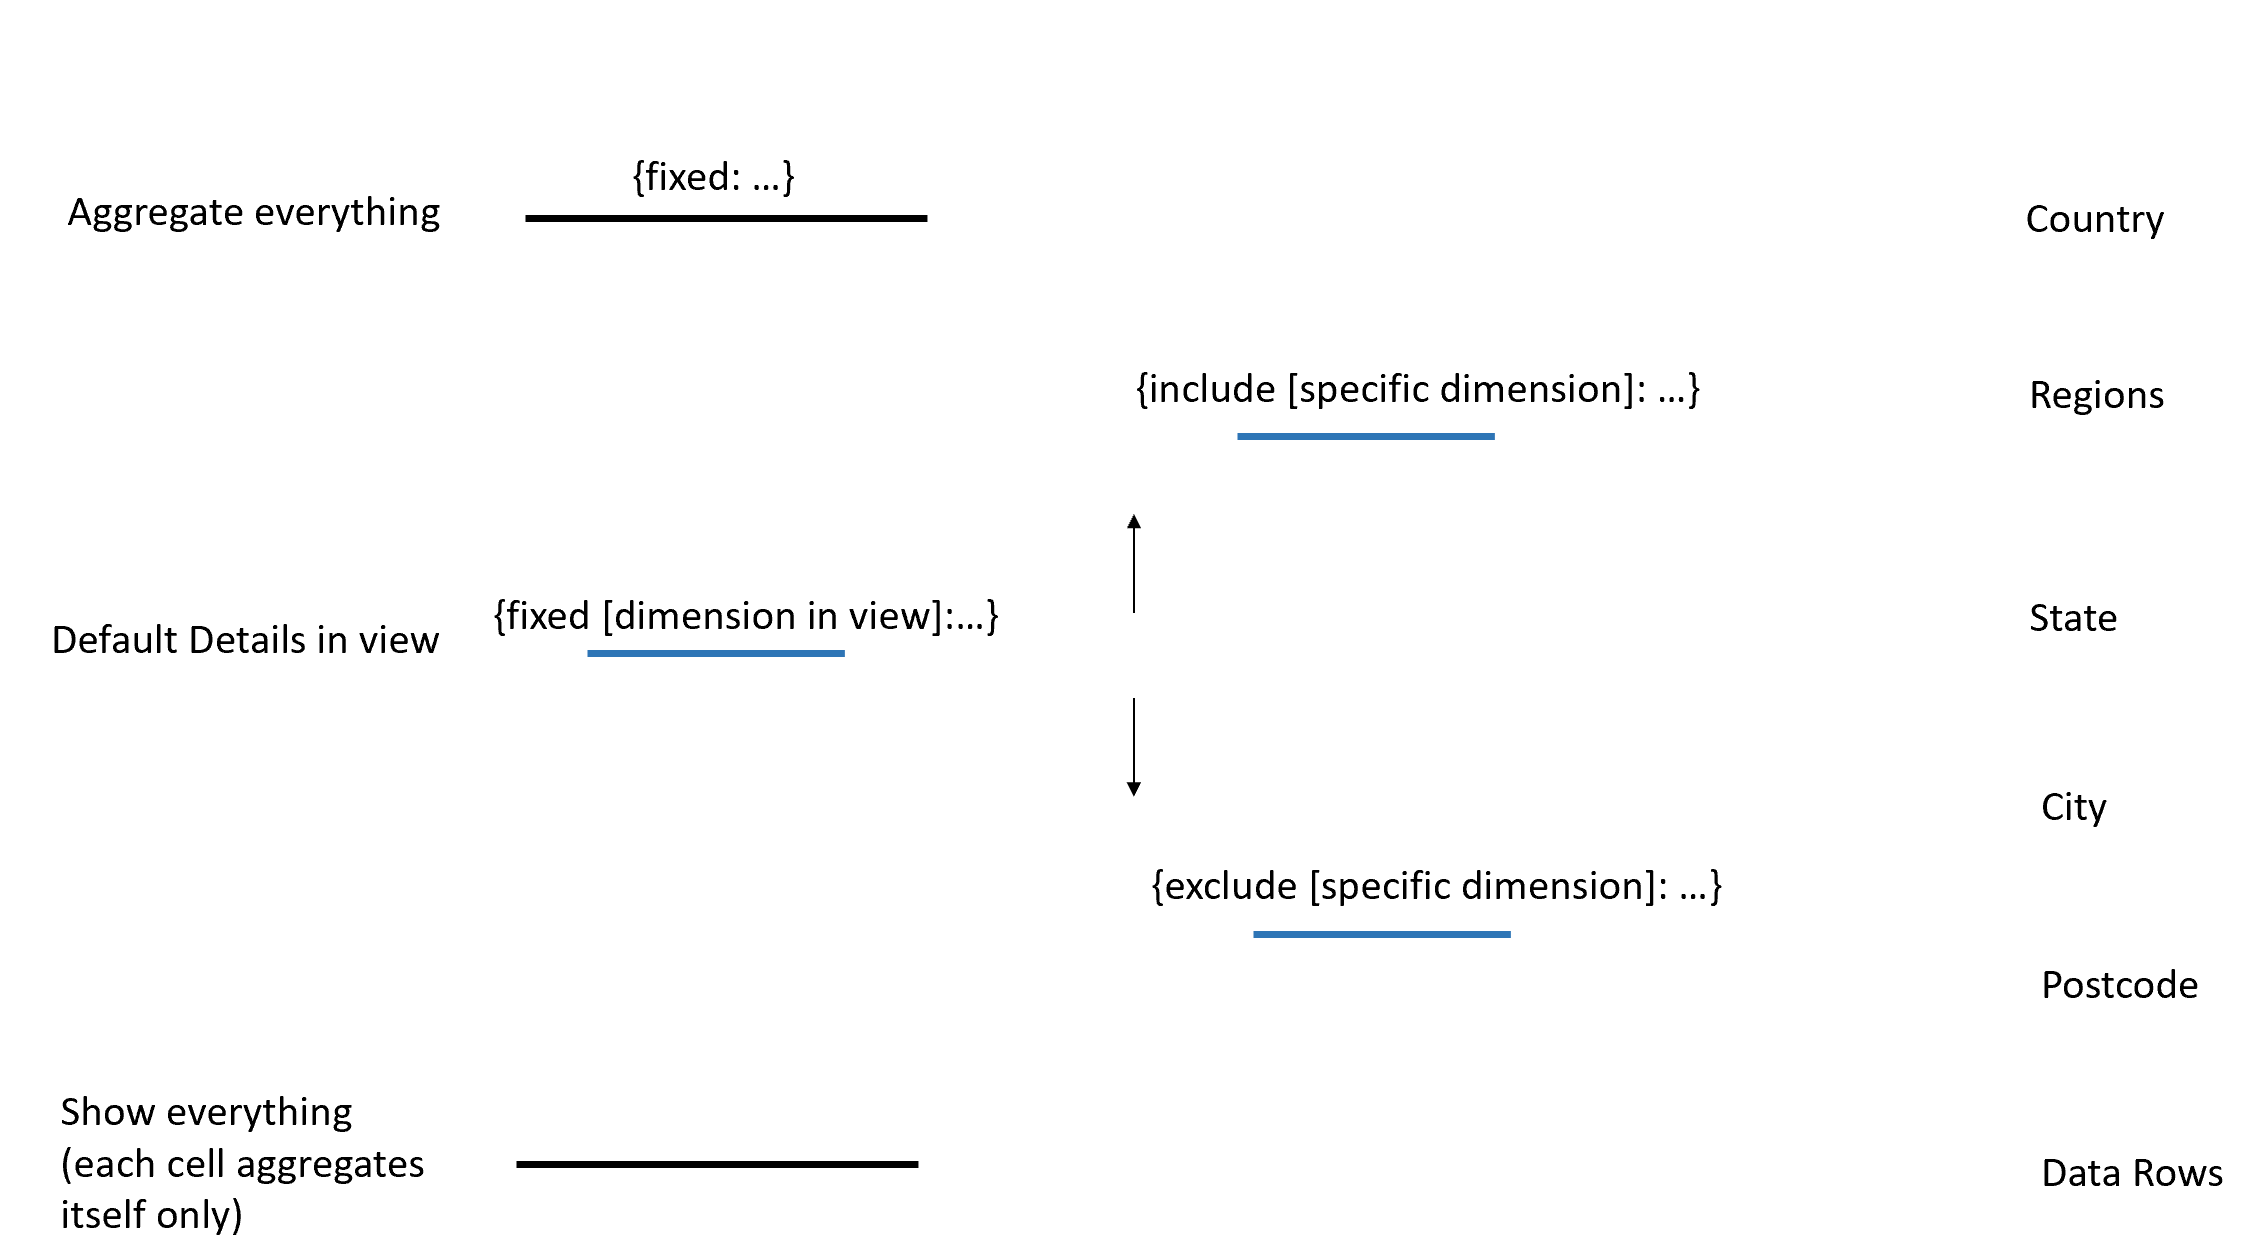 {fixed: …}
Aggregate everything
Country
{include [specific dimension]: …}
Regions
{fixed [dimension in view]:…}
State
Default Details in view
City
{exclude [specific dimension]: …}
Postcode
Show everything
(each cell aggregates
itself only)
Data Rows